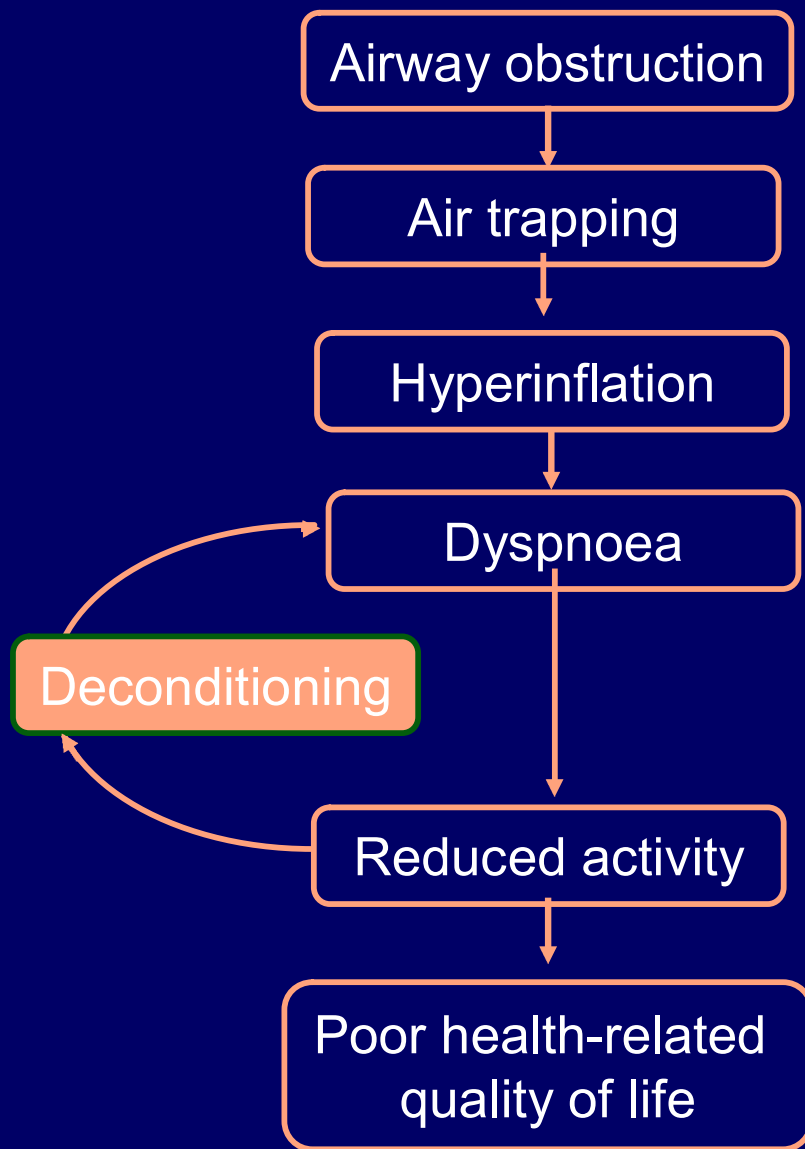 Airway obstruction
Air trapping
Hyperinflation
Dyspnoea
Deconditioning
Reduced activity
Poor health-related
quality of life